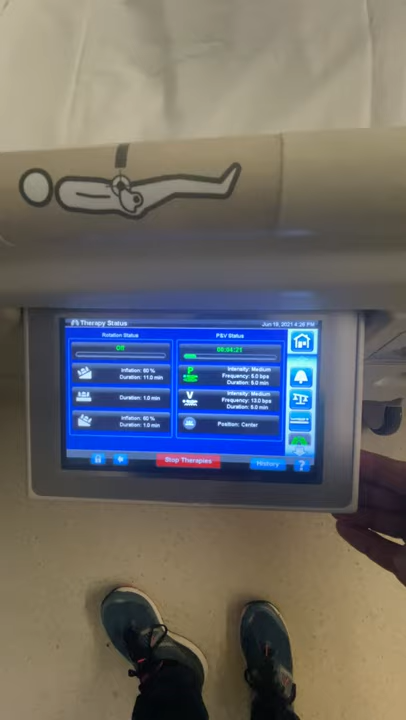 Therapy Status
Jun 18, 2021 4:26 PM
Rotation Status
Off
Inflation: 60 %
Duration: 11.0 min
Duration: 1.0 min
Inflation: 60 %
Duration: 1.0 min
P&V Status
00:04:21
P
Intensity: Medium
Frequency: 5.0 bps
Duration: 5.0 min
V
Intensity: Medium
Frequency: 13.0 bps
Duration: 5.0 min
Position: Center
Stop Therapies
History
?